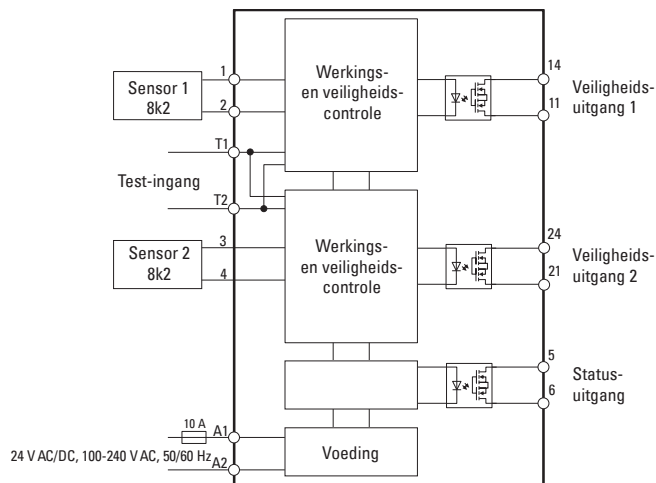 Sensor 1
8k2
1
2
T1
Test-ingang
T2
Sensor 2
8k2
3
4
Werkings-
en veiligheids-
controle
Werkings-
en veiligheids-
controle
14
11
Veiligheids-
uitgang 1
24
21
Veiligheids-
uitgang 2
5
6
Status-
uitgang
10 A
A1
24 V AC/DC, 100-240 V AC, 50/60 Hz
A2
Voeding